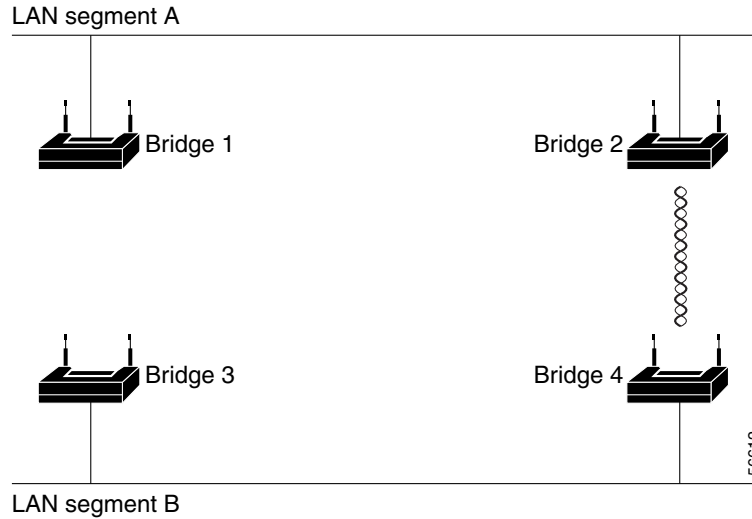 LAN segment A
Bridge 1
Bridge 2
Bridge 3
Bridge 4
LAN segment B